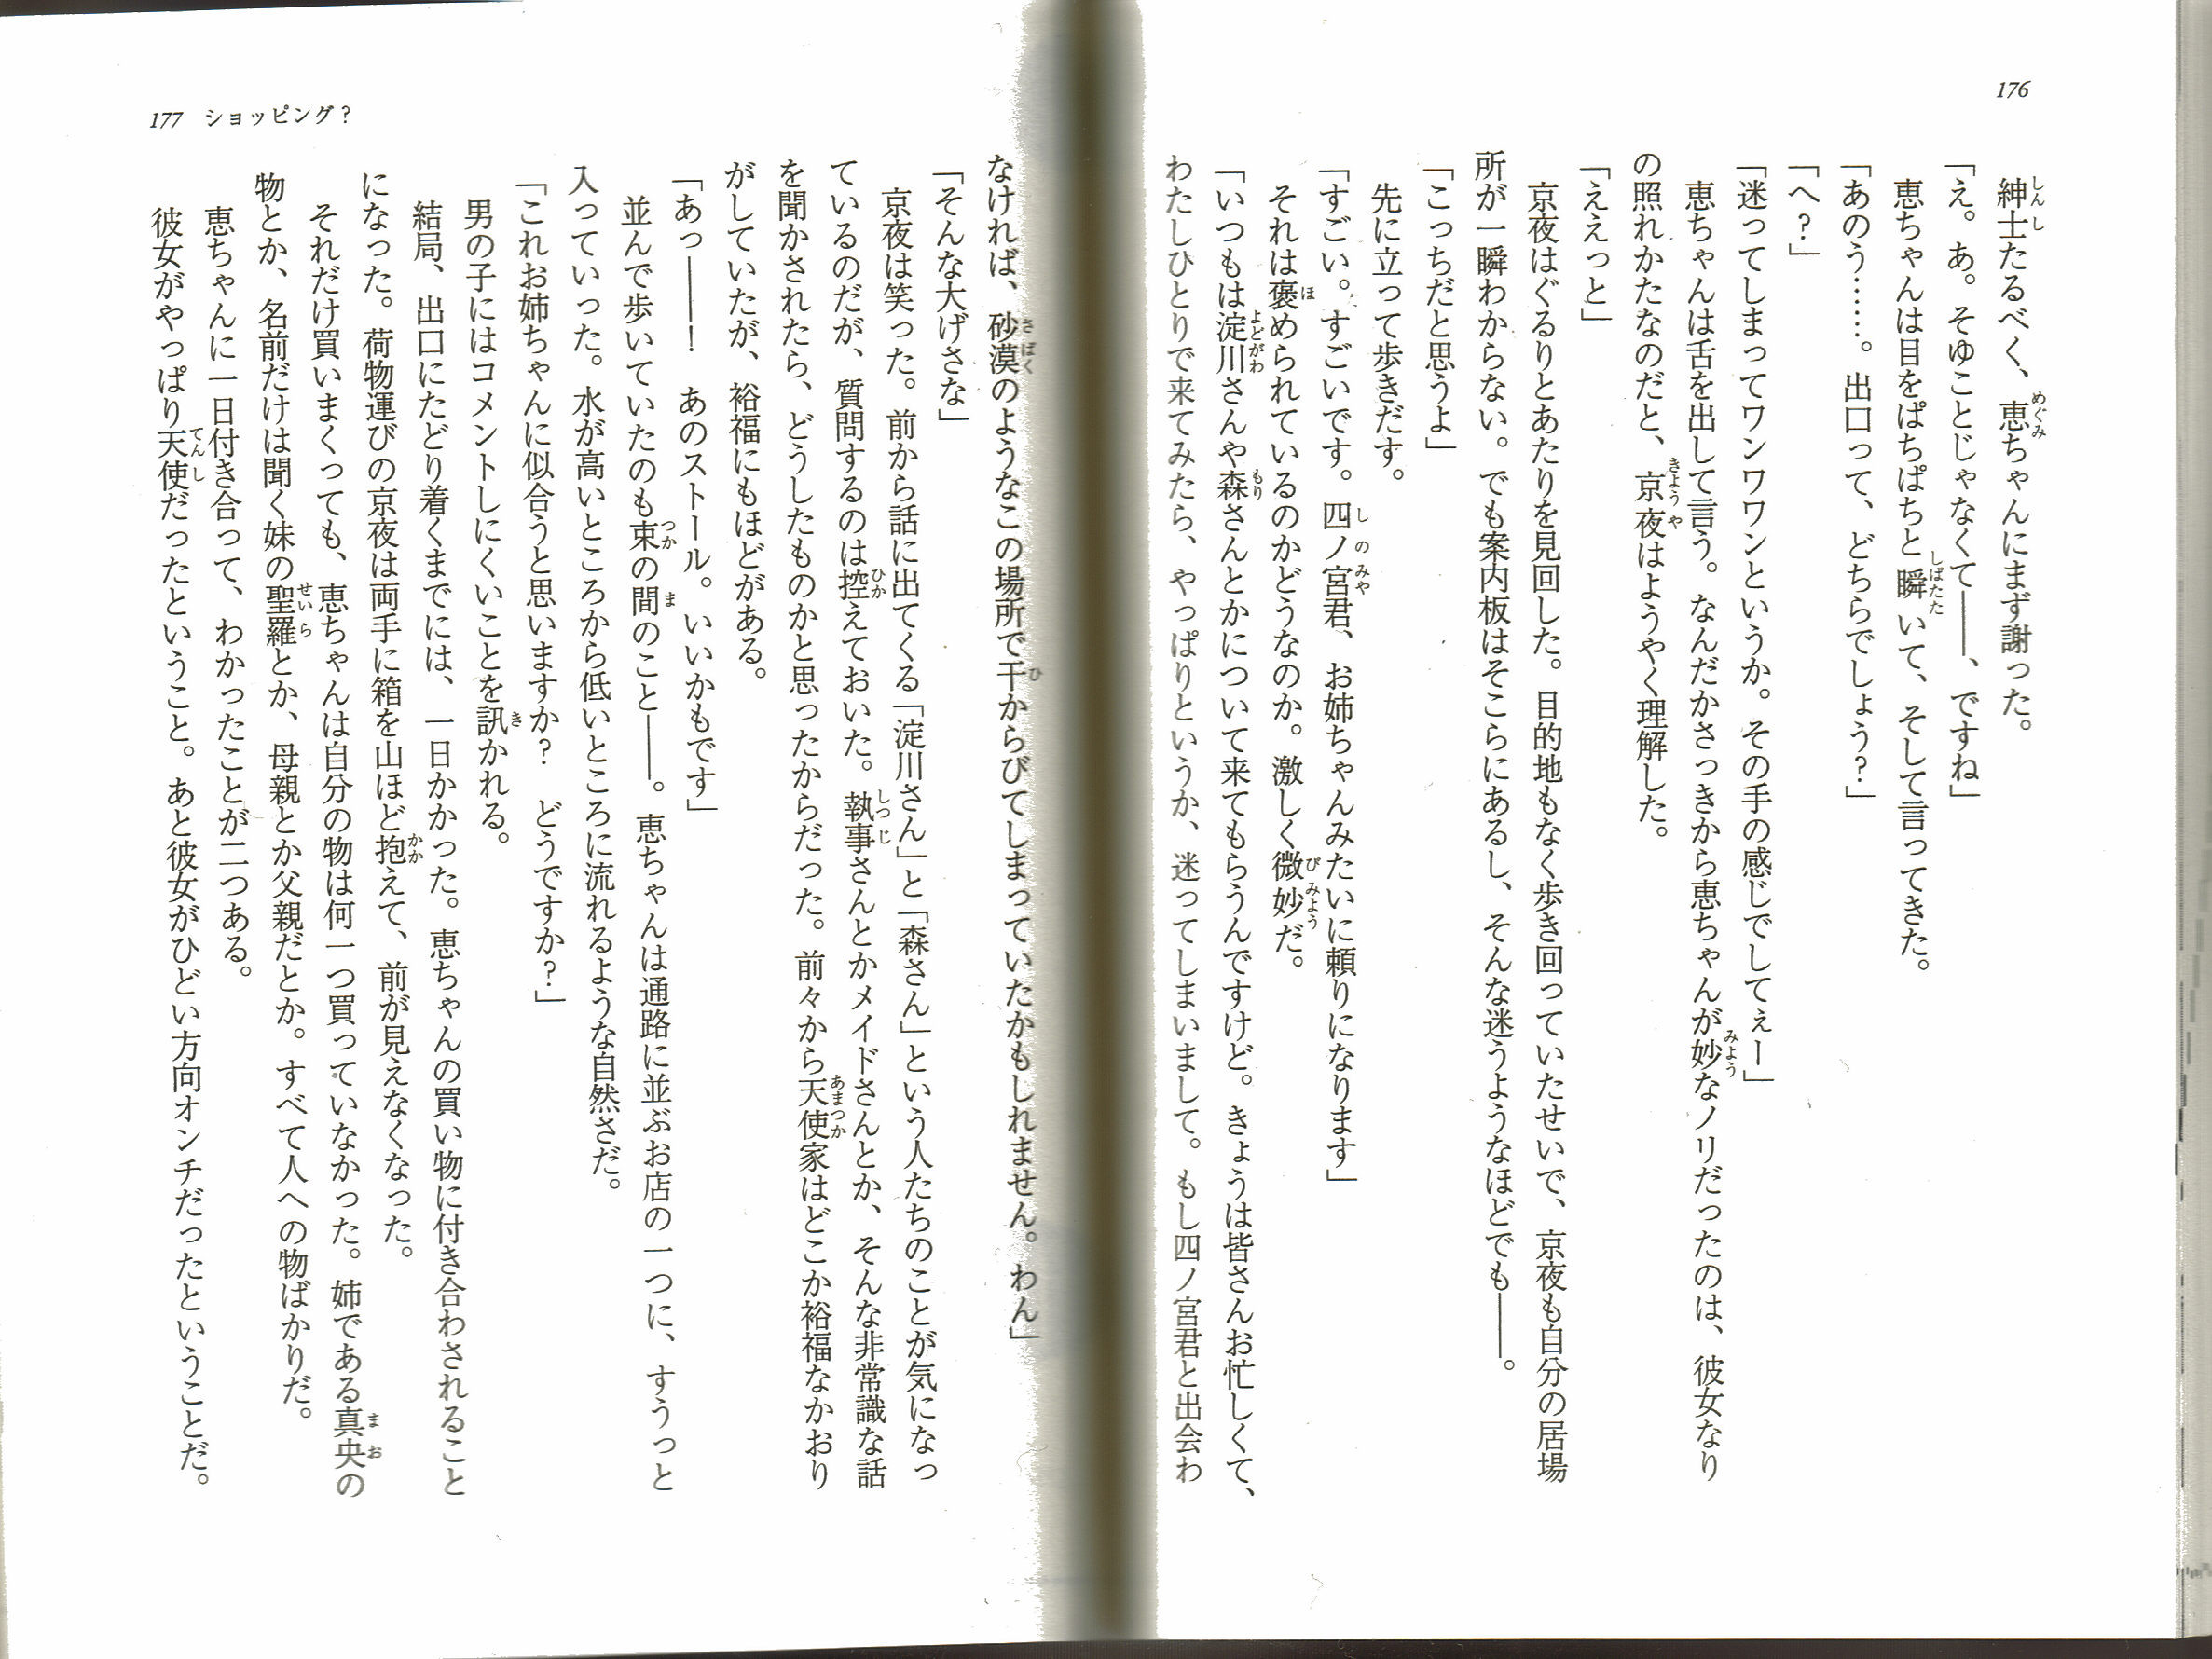 176
紳士たるべく、恵ちゃんにまず謝った。
「え。あ。そゆことじゃなくて――、ですね」
恵ちゃんは目をぱちぱちと瞬いて、そして言ってきた。
「あのう……。出口って、どちらでしょう？」
「へ？」
「迷ってしまってワンワワンというか。その手の感じでしてぇー」
恵ちゃんは舌を出して言う。なんだかさっきから恵ちゃんが妙なノリだったのは、彼女なり
の照れかたなのだと、京夜はようやく理解した。
「ええっと」
京夜はぐるりとあたりを見回した。目的地もなく歩き回っていたせいで、京夜も自分の居場
所が一瞬わからない。でも案内板はそこらにあるし、そんな迷うようなほどでも――。
「こっちだと思うよ」
先に立って歩きだす。
「すごい。すごいです。四ノ宮君、お姉ちゃんみたいに頼りになります」
それは褒められているのかどうなのか。激しく微妙だ。
「いつもは淀川さんや森さんとかについて来てもらうんですけど。きょうは皆さんお忙しくて、
わたしひとりで来てみたら、やっぱりというか、迷ってしまいまして。もし四ノ宮君と出会わ
なければ、砂漠のようなこの場所で干からびてしまっていたかもしれません。わん」
「そんな大げさな」
京夜は笑った。前から話に出てくる「淀川さん」と「森さん」という人たちのことが気になっ
ているのだが、質問するのは控えておいた。執事さんとかメイドさんとか、そんな非常識な話
を聞かされたら、どうしたものかと思ったからだった。前々から天使家はどこか裕福なかおり
がしていたが、裕福にもほどがある。
「あっ――！　あのストール。いいかもです」
並んで歩いていたのも束の間のこと――。恵ちゃんは通路に並ぶお店の一つに、すうっと
入っていった。水が高いところから低いところに流れるような自然さだ。
「これお姉ちゃんに似合うと思いますか？　どうですか？」
男の子にはコメントしにくいことを訊かれる。
結局、出口にたどり着くまでには、一日かかった。恵ちゃんの買い物に付き合わされること
になった。荷物運びの京夜は両手に箱を山ほど抱えて、前が見えなくなった。
それだけ買いまくっても、恵ちゃんは自分の物は何一つ買っていなかった。姉である真央の
物とか、名前だけは聞く妹の聖羅とか、母親とか父親だとか。すべて人への物ばかりだ。
恵ちゃんに一日付き合って、わかったことが二つある。
彼女がやっぱり天使だったということ。あと彼女がひどい方向オンチだったということだ。
177　ショッピング？